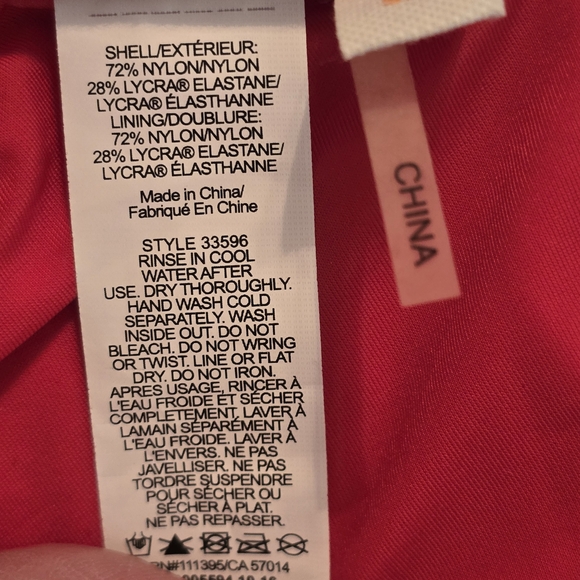 SHELL/EXTÉRIEUR:
72% NYLON/NYLON
28% LYCRA® ELASTANE/
LYCRA® ÉLASTHANNE
LINING/DOUBLURE:
72% NYLON/NYLON
28% LYCRA® ELASTANE/
LYCRA® ÉLASTHANNE
Made in China/
Fabriqué En Chine
STYLE 33596
RINSE IN COOL
WATER AFTER
USE. DRY THOROUGHLY.
HAND WASH COLD
SEPARATELY. WASH
INSIDE OUT. DO NOT
BLEACH. DO NOT WRING
OR TWIST. LINE OR FLAT
DRY. DO NOT IRON.
APRES USAGE, RINCER À
L'EAU FROIDE ET SÉCHER
COMPLETEMENT. LAVER À
LAMAIN SÉPARÉMENT À
L'EAU FROIDE. LAVER À
L'ENVERS. NE PAS
JAVELLISER. NE PAS
TORDRE SUSPENDRE
POUR SÉCHER OU
SÉCHER À PLAT.
NE PAS REPASSER.
RN#111395/CA 57014
CHINA